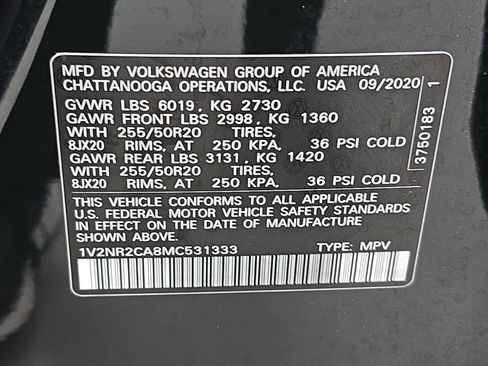 MFD BY VOLKSWAGEN GROUP OF AMERICA
CHATTANOOGA OPERATIONS, LLC. USA 09/2020
GVWR LBS 6019, KG 2730
GAWR FRONT LBS 2998, KG 1360
WITH 255/50R20 TIRES,
8JX20 RIMS, AT 250 KPA, 36 PSI COLD
GAWR REAR LBS 3131, KG 1420
WITH 255/50R20 TIRES,
8JX20 RIMS, AT 250 KPA, 36 PSI COLD
THIS VEHICLE CONFORMS TO ALL APPLICABLE
U.S. FEDERAL MOTOR VEHICLE SAFETY STANDARDS
IN EFFECT ON THE DATE OF MANUFACTURE
SHOWN ABOVE
1V2NR2CA8MC531333 TYPE: MPV
3750183 1